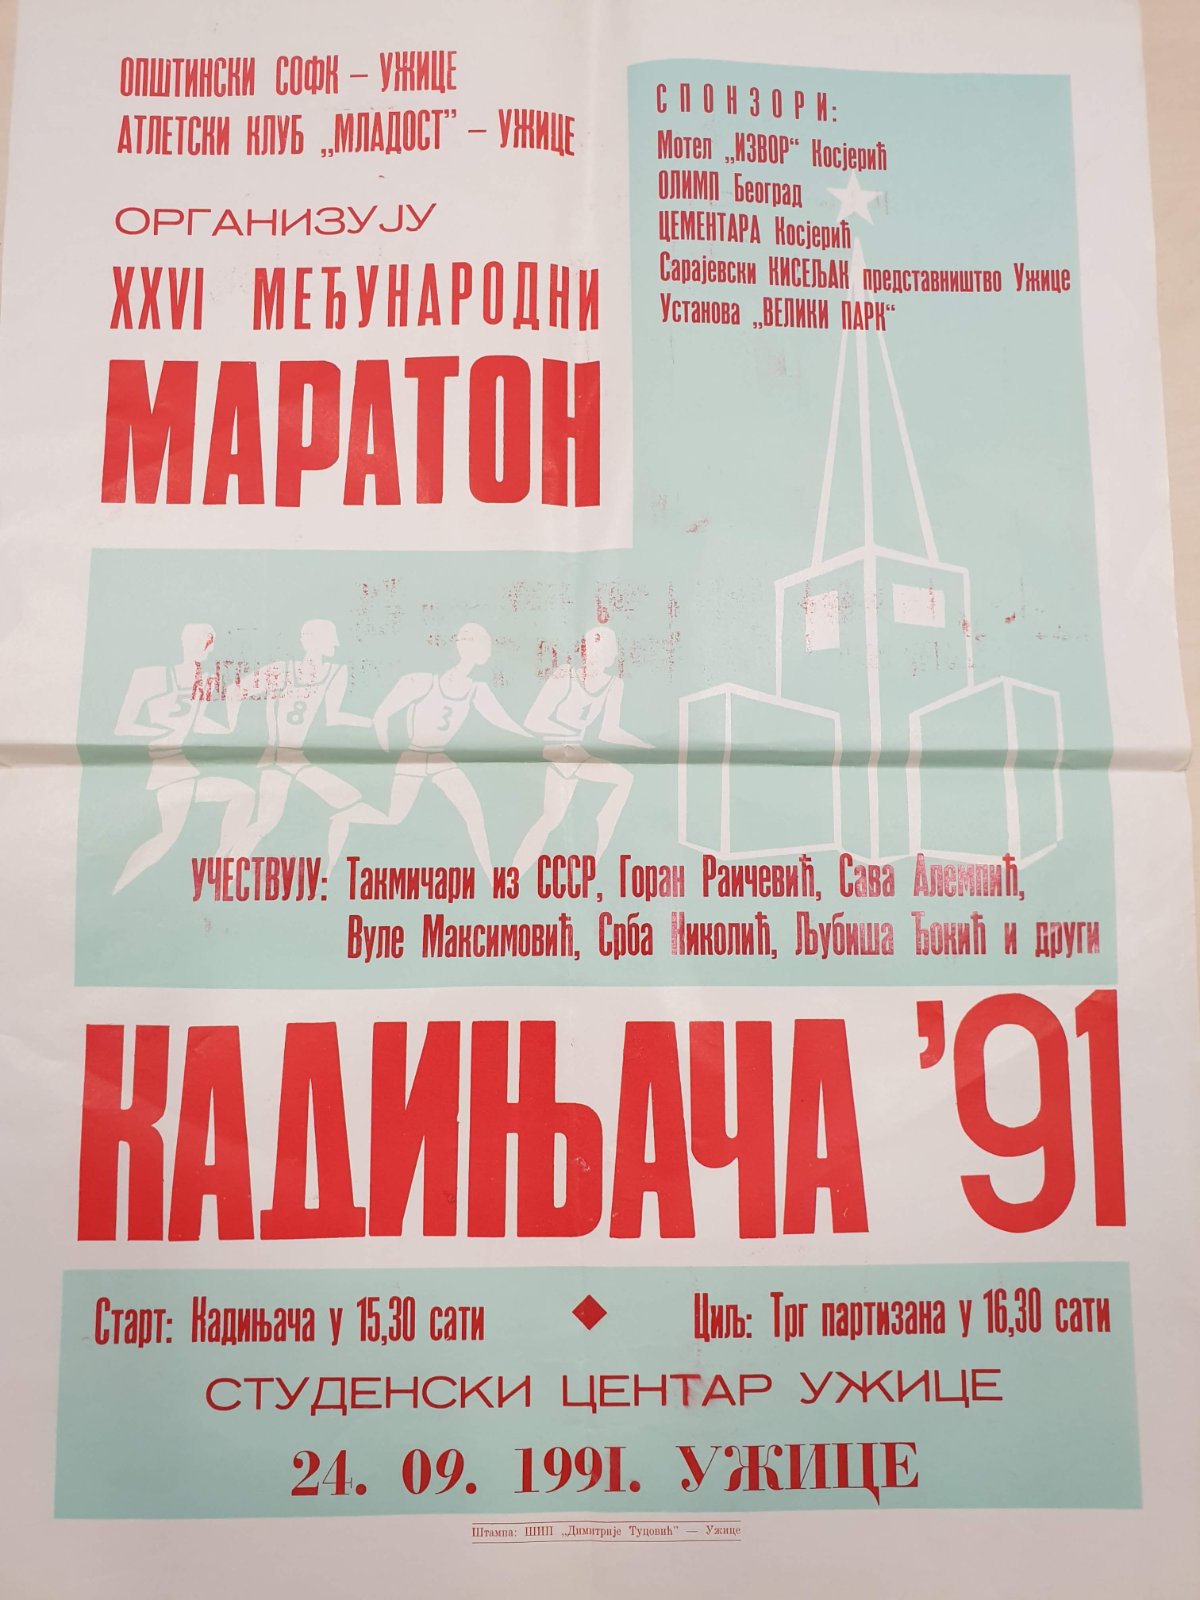 ОПШТИНСКИ СОФК – УЖИЦЕ
АТЛЕТСКИ КЛУБ „МЛАДОСТ” – УЖИЦЕ
ОРГАНИЗУЈУ
XXVI МЕЂУНАРОДНИ
МАРАТОН
СПОНЗОРИ:
Мотел „ИЗВОР“ Косјерић
ОЛИМП Београд
ЦЕМЕНТАРА Косјерић
Сарајевски КИСЕЉАК представништво Ужице
Установа „ВЕЛИКИ ПАРК“
8
3
1
УЧЕСТВУЈУ: Такмичари из СССР, Горан Раичевић, Сава Алемпић,
Вуле Максимовић, Срба Николић, Љубиша Ђокић и други
КАДИЊАЧА '91
Старт: Кадињача у 15,30 сати ◆ Циљ: Трг партизана у 16,30 сати
СТУДЕНСКИ ЦЕНТАР УЖИЦЕ
24. 09. 1991. УЖИЦЕ
Штампа: ШИП „Димитрије Туцовић” — Ужице